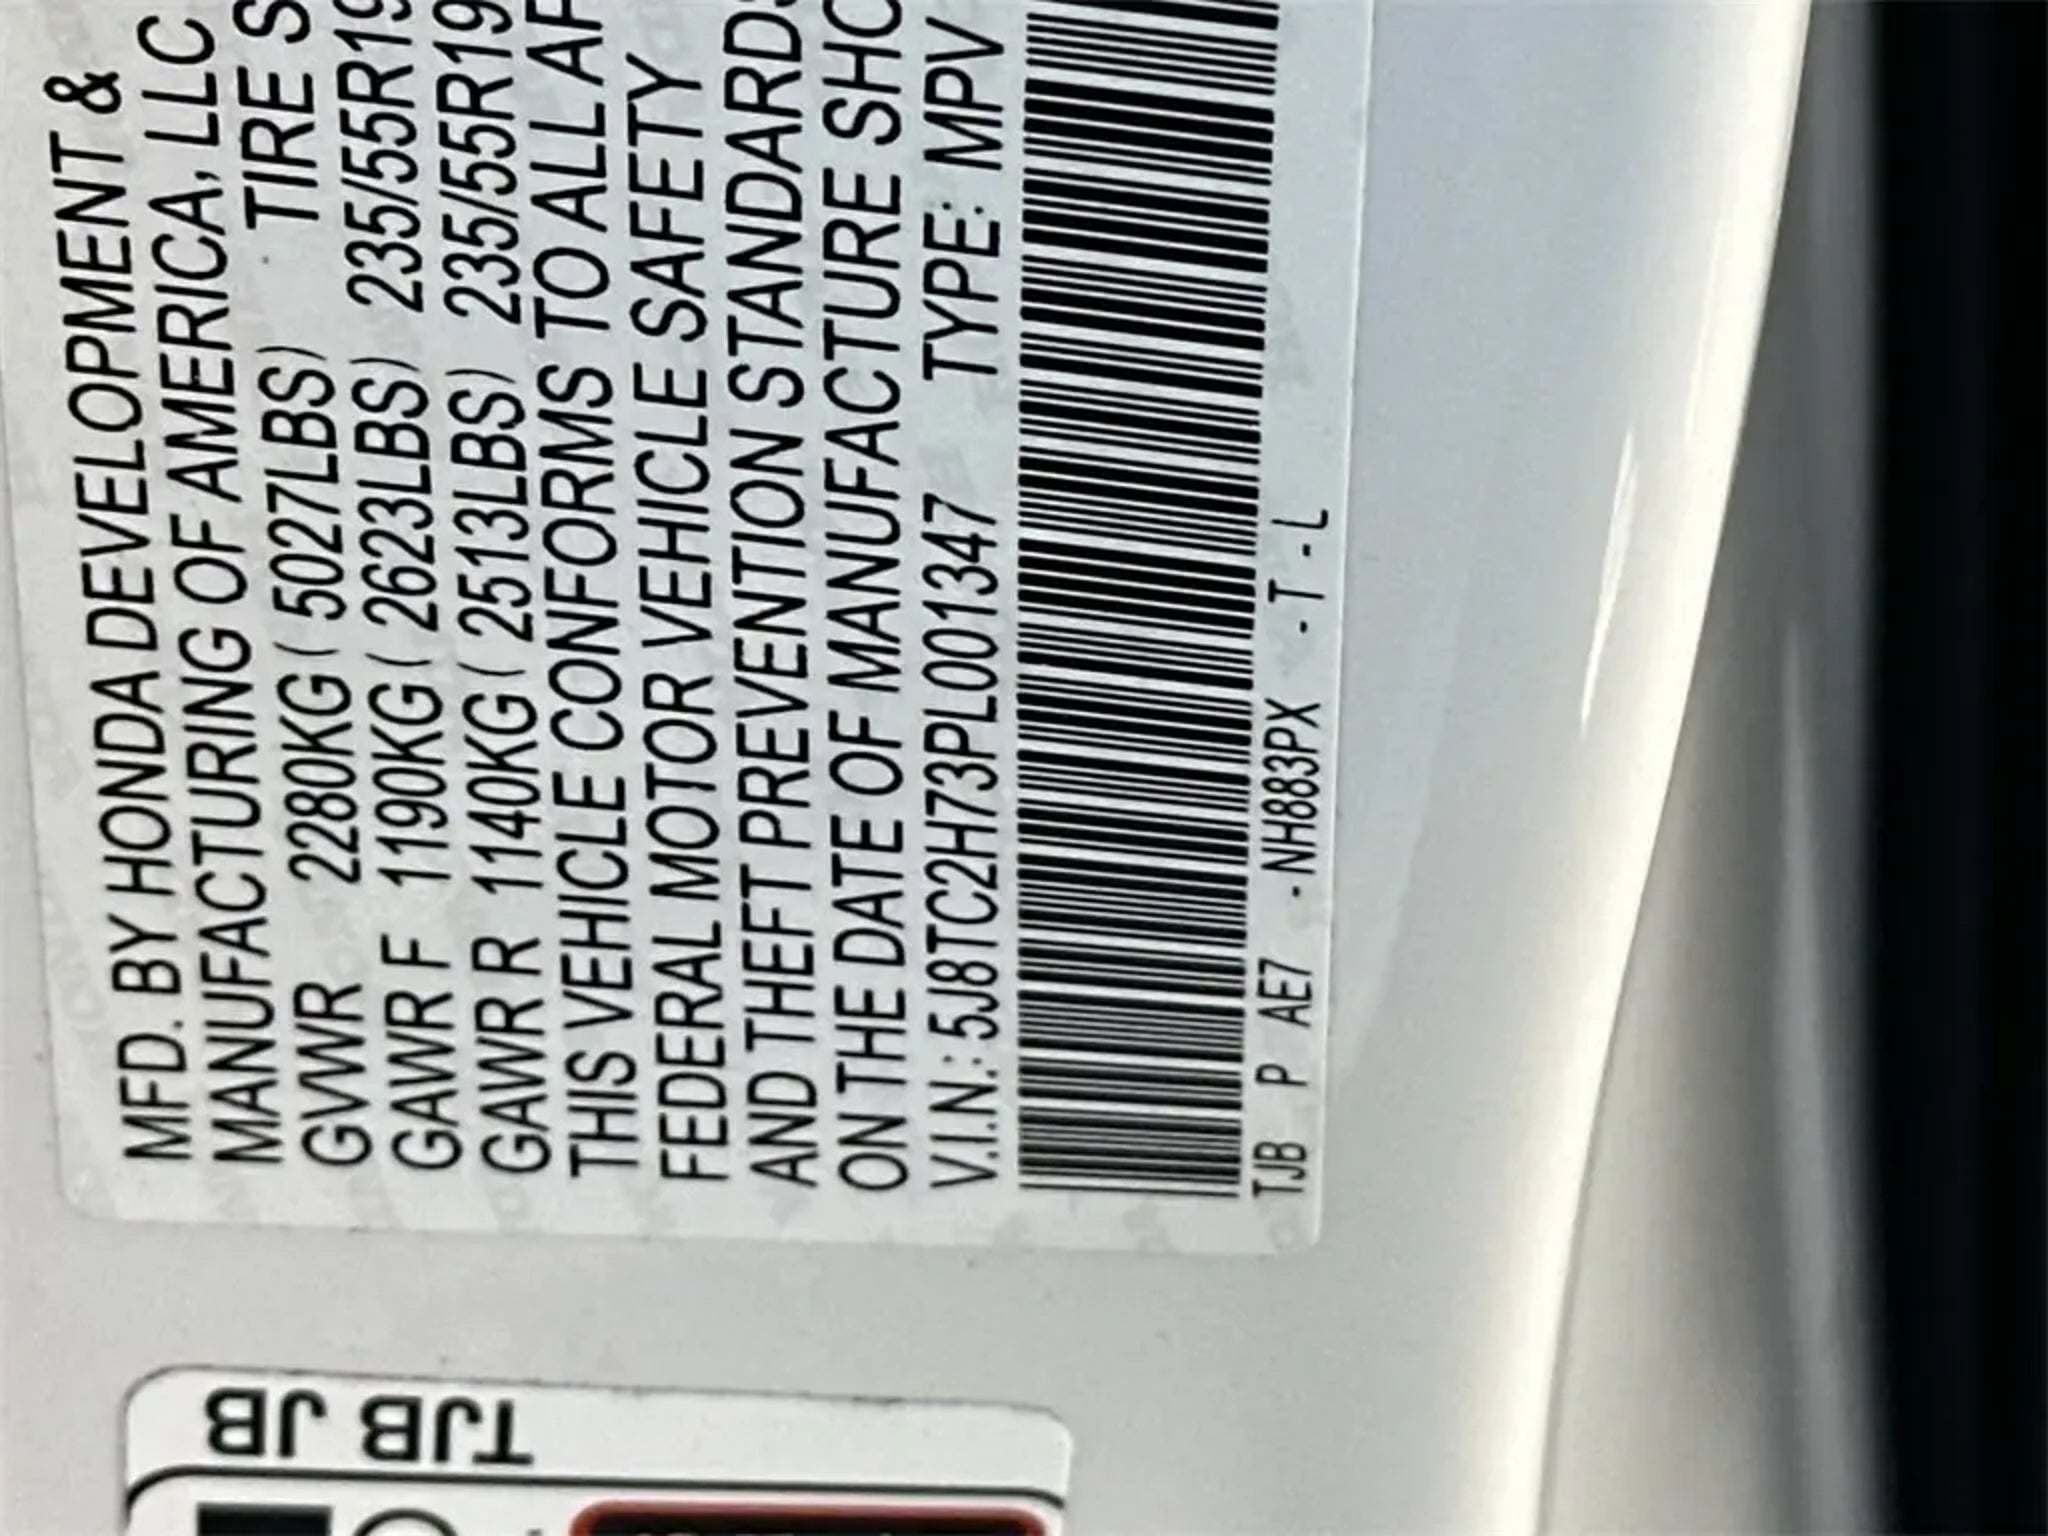 MFD. BY HONDA DEVELOPMENT &
MANUFACTURING OF AMERICA, LLC
GVWR 2280KG ( 5027LBS) TIRE S
GAWR F 1190KG ( 2623LBS) 235/55R19
GAWR R 1140KG ( 2513LBS) 235/55R19
THIS VEHICLE CONFORMS TO ALL AP
FEDERAL MOTOR VEHICLE SAFETY
AND THEFT PREVENTION STANDARDS
ON THE DATE OF MANUFACTURE SHO
V.I.N.: 5J8TC2H73PL001347 TYPE: MPV
TJB P AE7 -NH883PX - T - L
TJB JB